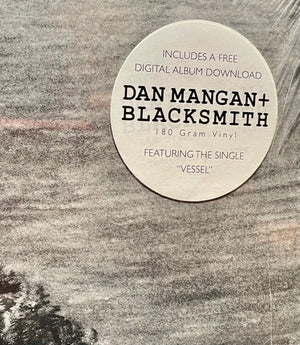 INCLUDES A FREE
DIGITAL ALBUM DOWNLOAD
DAN MANGAN+
BLACKSMITH
180 Gram Vinyl
FEATURING THE SINGLE
"VESSEL"